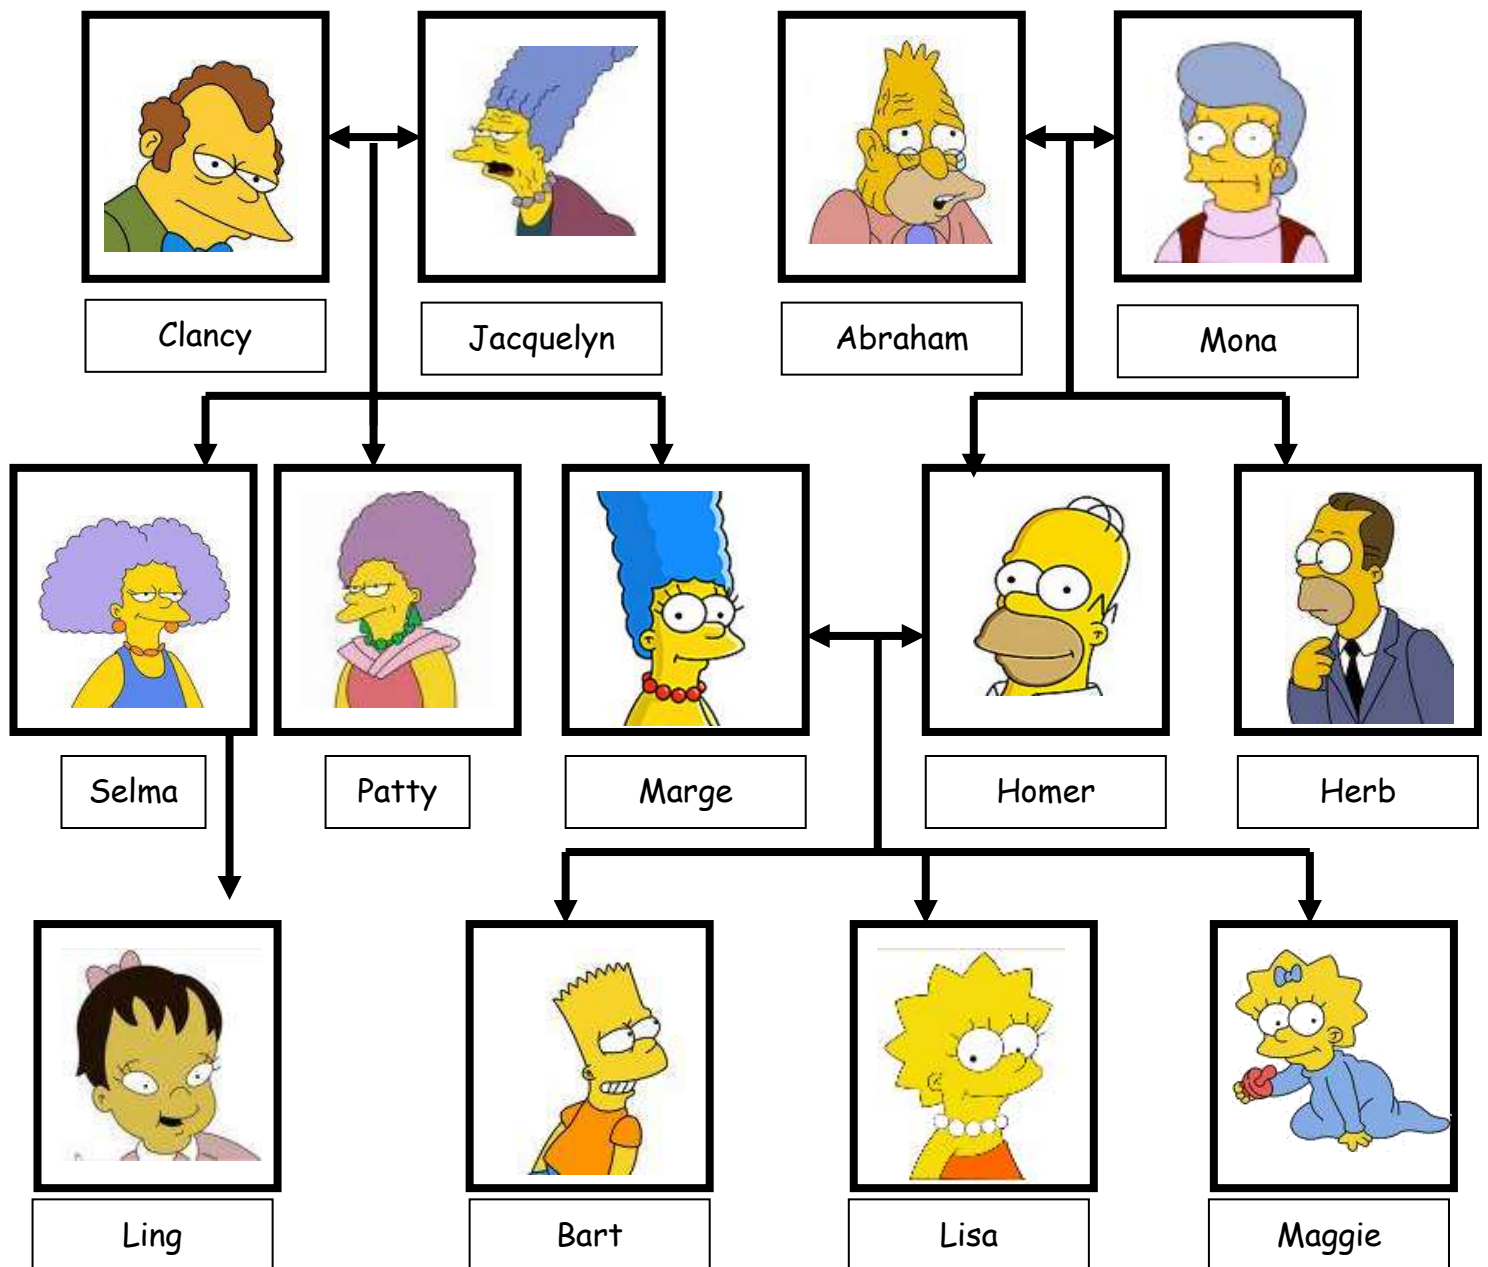 Clancy
Jacquelyn
Abraham
Mona
Selma
Patty
Marge
Homer
Herb
Ling
Bart
Lisa
Maggie